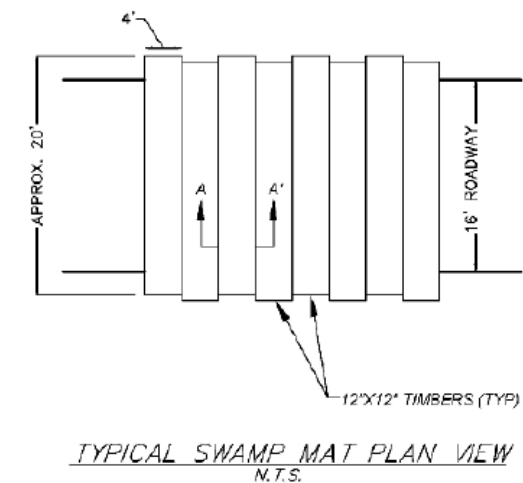 4'
APPROX. 20'
A
A'
16' ROADWAY
12"X12" TIMBERS (TYP)
TYPICAL SWAMP MAT PLAN VIEW
N.T.S.